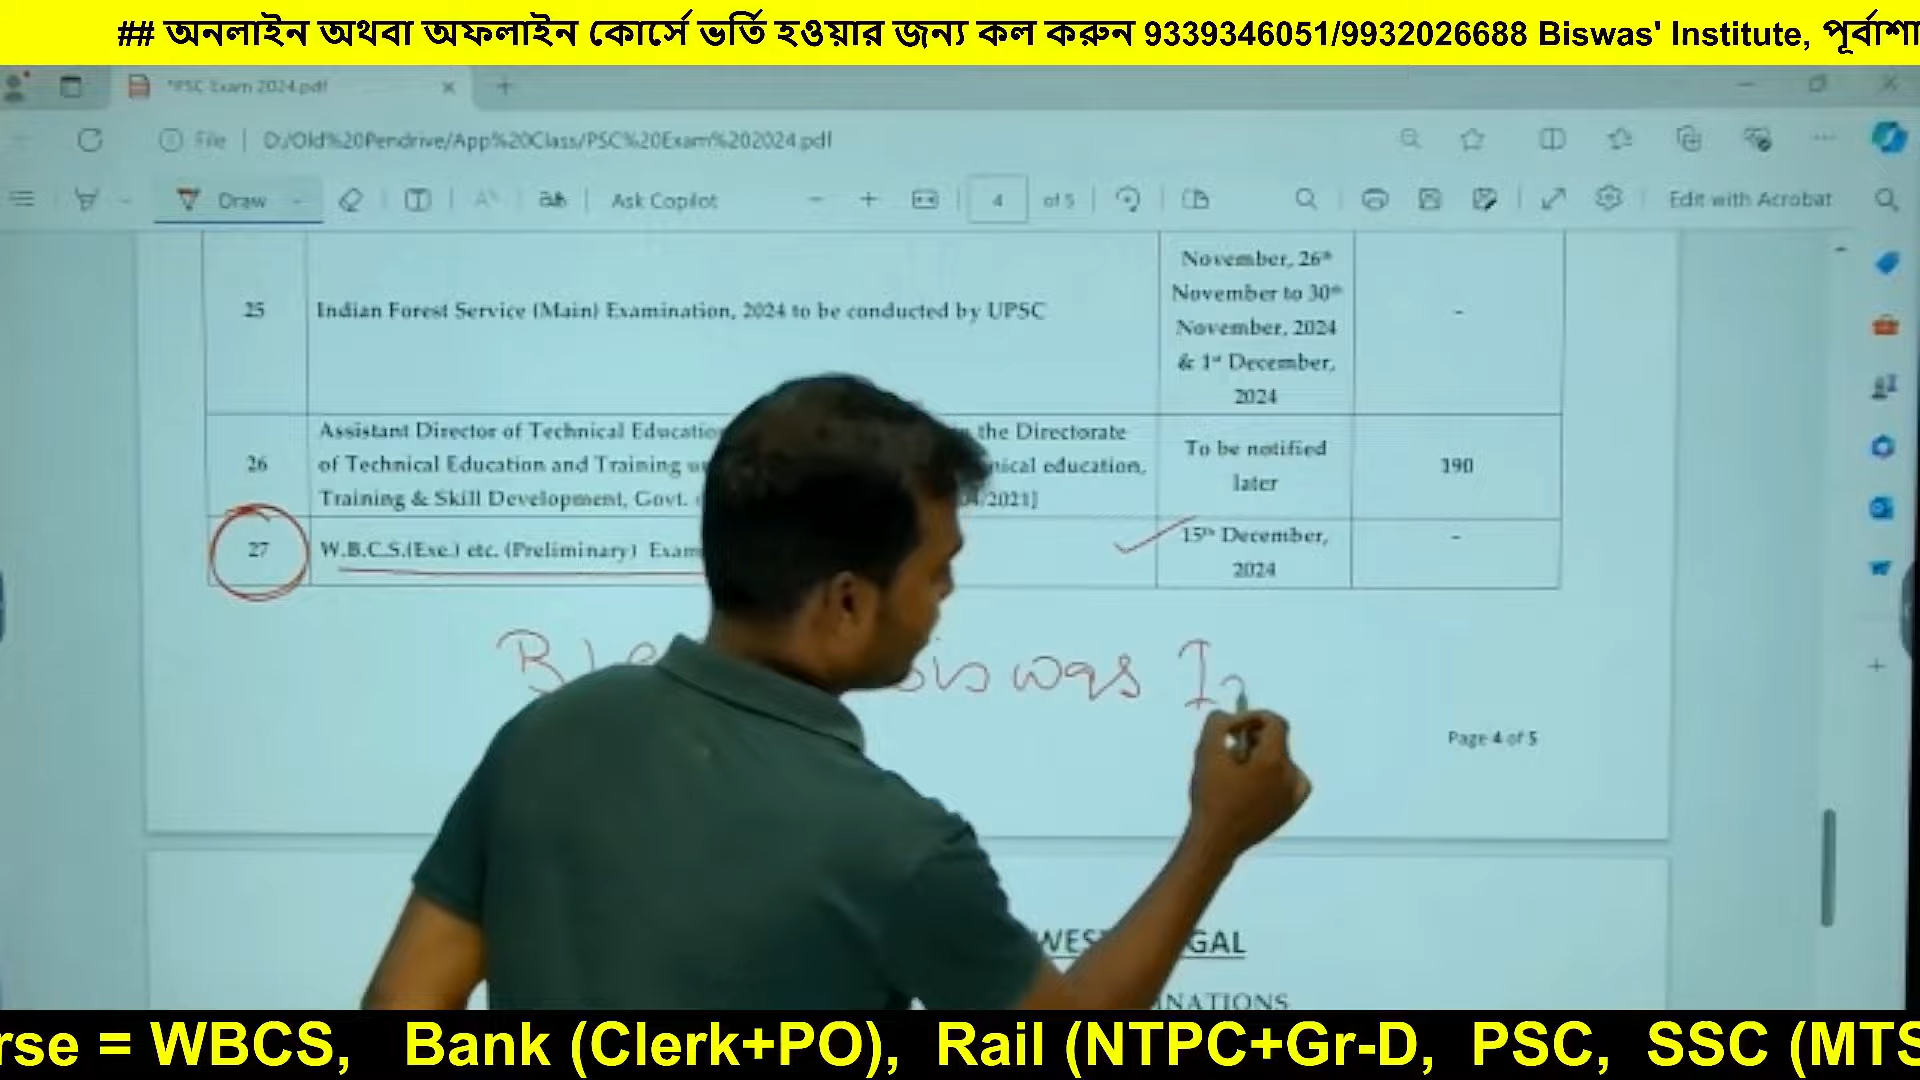 ## অনলাইন অথবা অফলাইন কোর্সে ভর্তি হওয়ার জন্য কল করুন 9339346051/9932026688 Biswas' Institute, পূর্বাশা
*PSC Exam 2024.pdf
File D:/Old%20Pendrive/App%20Class/PSC%20Exam%202024.pdf
Draw Ask Copilot 4 of 5 Edit with Acrobat
25 Indian Forest Service (Main) Examination, 2024 to be conducted by UPSC
November, 26th
November to 30th
November, 2024
& 1st December,
2024
-
26
Assistant Director of Technical the Directorate
of Technical Education and Training education,
Training & Skill Development, Govt. 2021]
To be notified
later
190
27 W.B.C.S.(Exe.) etc. (Preliminary)
15th December,
2024
-
was
Page 4 of 5
= WBCS, Bank (Clerk+PO), Rail (NTPC+Gr-D, PSC, SSC (MTS